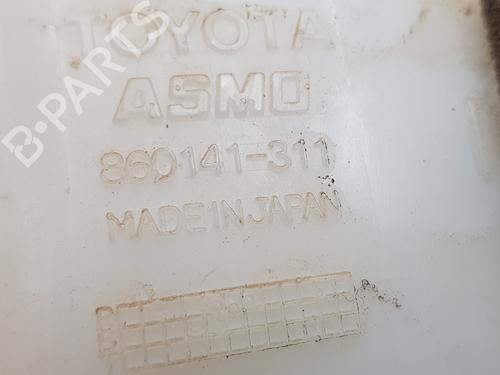 TOYOTA
B-PARTS
ASMO
860141-311
MADE IN JAPAN
B